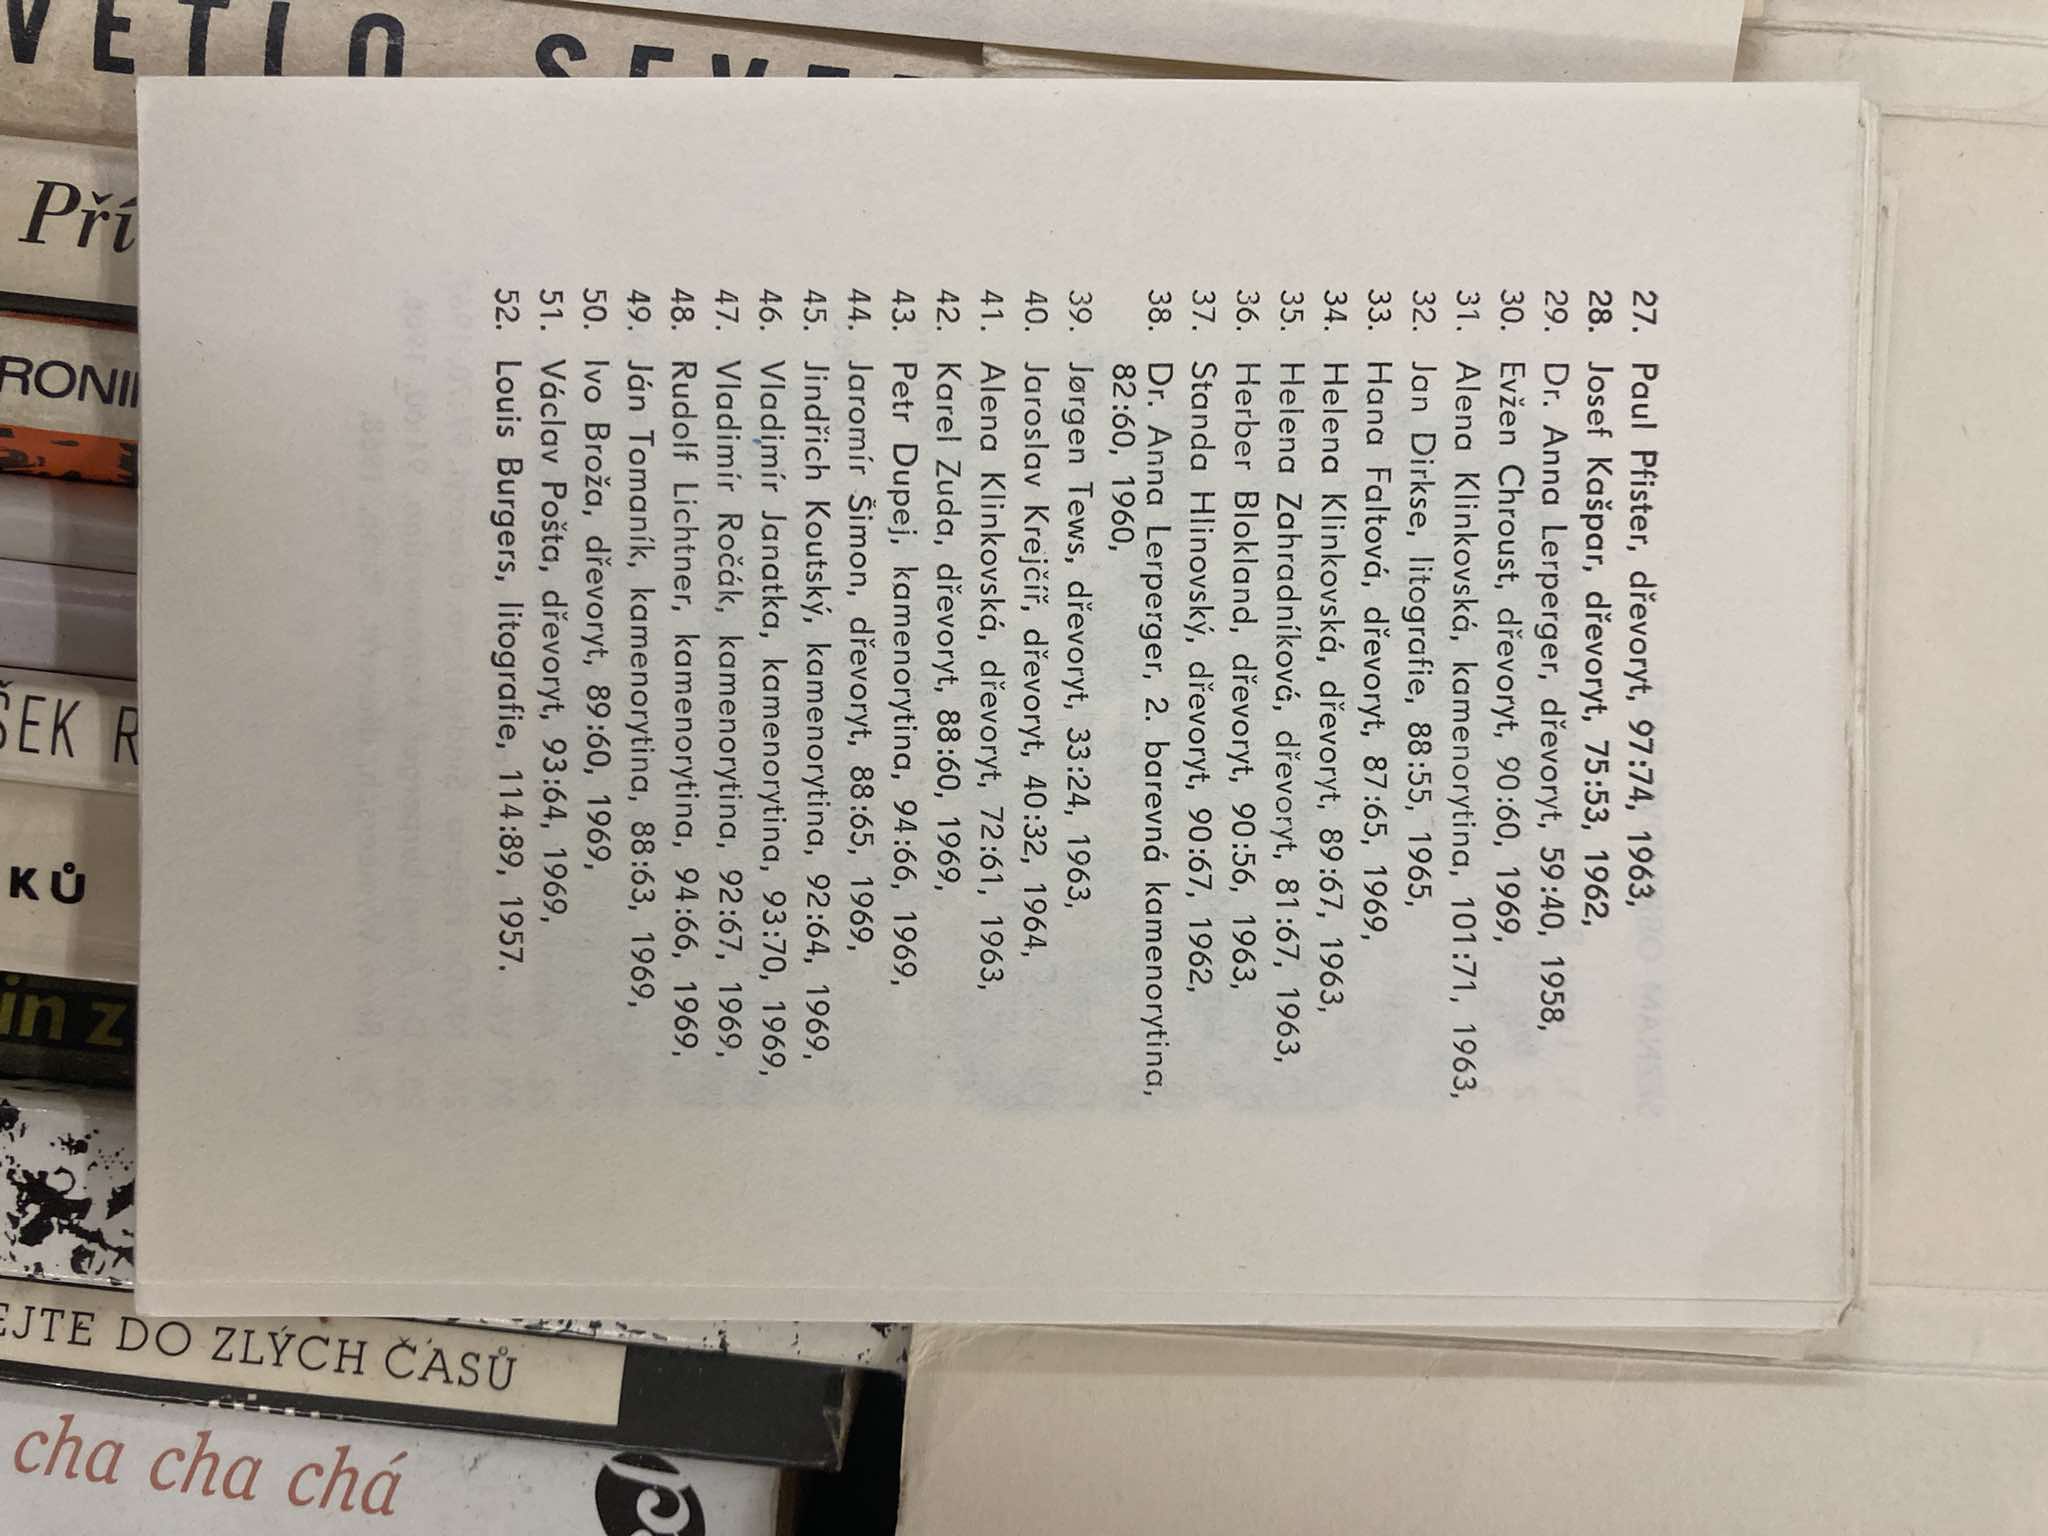 27. Paul Pfister, dřevoryt, 97:74, 1963,
28. Josef Kašpar, dřevoryt, 75:53, 1962,
29. Dr. Anna Lerperger, dřevoryt, 59:40, 1958,
30. Evžen Chroust, dřevoryt, 90:60, 1969,
31. Alena Klinkovská, kamenorytina, 101:71, 1963,
32. Jan Dirkse, litografie, 88:55, 1965,
33. Hana Faltová, dřevoryt, 87:65, 1969,
34. Helena Klinkovská, dřevoryt, 89:67, 1963,
35. Helena Zahradníková, dřevoryt, 81:67, 1963,
36. Herber Blokland, dřevoryt, 90:56, 1963,
37. Standa Hlinovský, dřevoryt, 90:67, 1962,
38. Dr. Anna Lerperger, 2. barevná kamenorytina,
82:60, 1960,
39. Jørgen Tews, dřevoryt, 33:24, 1963,
40. Jaroslav Krejčíř, dřevoryt, 40:32, 1964,
41. Alena Klinkovská, dřevoryt, 72:61, 1963,
42. Karel Zuda, dřevoryt, 88:60, 1969,
43. Petr Dupej, kamenorytina, 94:66, 1969,
44. Jaromír Šimon, dřevoryt, 88:65, 1969,
45. Jindřich Koutský, kamenorytina, 92:64, 1969,
46. Vladimír Janatka, kamenorytina, 93:70, 1969,
47. Vladimír Ročák, kamenorytina, 92:67, 1969,
48. Rudolf Lichtner, kamenorytina, 94:66, 1969,
49. Ján Tomaník, kamenorytina, 88:63, 1969,
50. Ivo Broža, dřevoryt, 89:60, 1969,
51. Václav Pošta, dřevoryt, 93:64, 1969,
52. Louis Burgers, litografie, 114:89, 1957.
VĚTLO SEVE
Pří
RONI
ŠEK R
KŮ
in z
EJTE DO ZLÝCH ČASŮ
cha cha chá